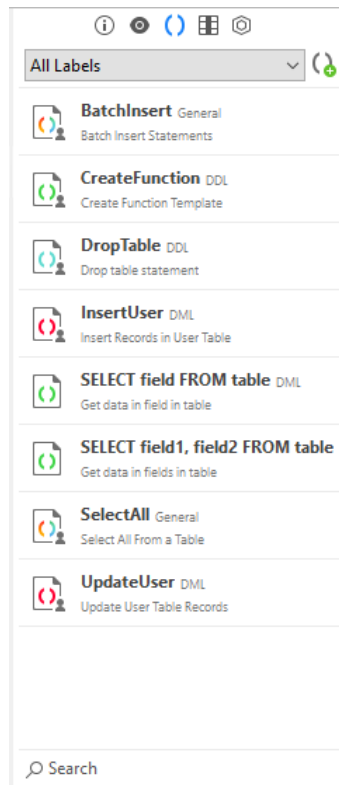 All Labels
BatchInsert General
Batch Insert Statements
CreateFunction DDL
Create Function Template
DropTable DDL
Drop table statement
InsertUser DML
Insert Records in User Table
SELECT field FROM table DML
Get data in field in table
SELECT field1, field2 FROM table
Get data in fields in table
SelectAll General
Select All From a Table
UpdateUser DML
Update User Table Records
Search